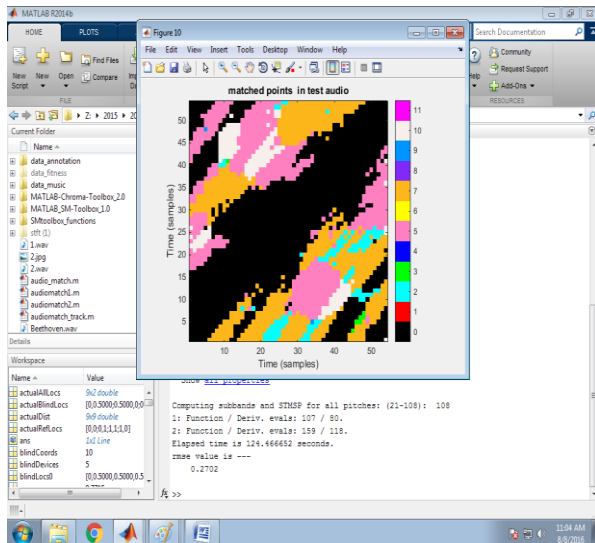 MATLAB R2014b
HOME
PLOTS
Search Documentation
New Script
New
Open
Find Files
Compare
Community
Request Support
Add-Ons
FILE
RESOURCES
Z: 2015
Current Folder
Name
data_annotation
data_fitness
data_music
MATLAB-Chroma-Toolbox_2.0
MATLAB_SM-Toolbox_1.0
SMtoolbox_functions
stft (1)
1.wav
2.jpg
2.wav
audio_match.m
audiomatch1.m
audiomatch2.m
audiomatch_track.m
Beethoven.wav
Details
Workspace
Name Value
actualAllLocs 9x2 double
actualBlindLocs [0,0.5000;0.5000,0;0
actualDist 9x9 double
actualRefLocs [0,0;0,1;1,1;1,0]
ans 1x1 Line
blindCoords 10
blindDevices 5
blindLocs0 [0,0.5000;0.5000,0.5
Figure 10
File Edit View Insert Tools Desktop Window Help
matched points in test audio
Time (samples)
50
45
40
35
30
25
20
15
10
5
10 20 30 40 50
Time (samples)
11
10
9
8
7
6
5
4
3
2
1
0
Show all properties
Computing subbands and STMSP for all pitches: (21-108): 108
1: Function / Deriv. evals: 107 / 80.
2: Function / Deriv. evals: 159 / 118.
Elapsed time is 124.466652 seconds.
rmse value is ---
0.2702
fx >>
11:04 AM
8/8/2016